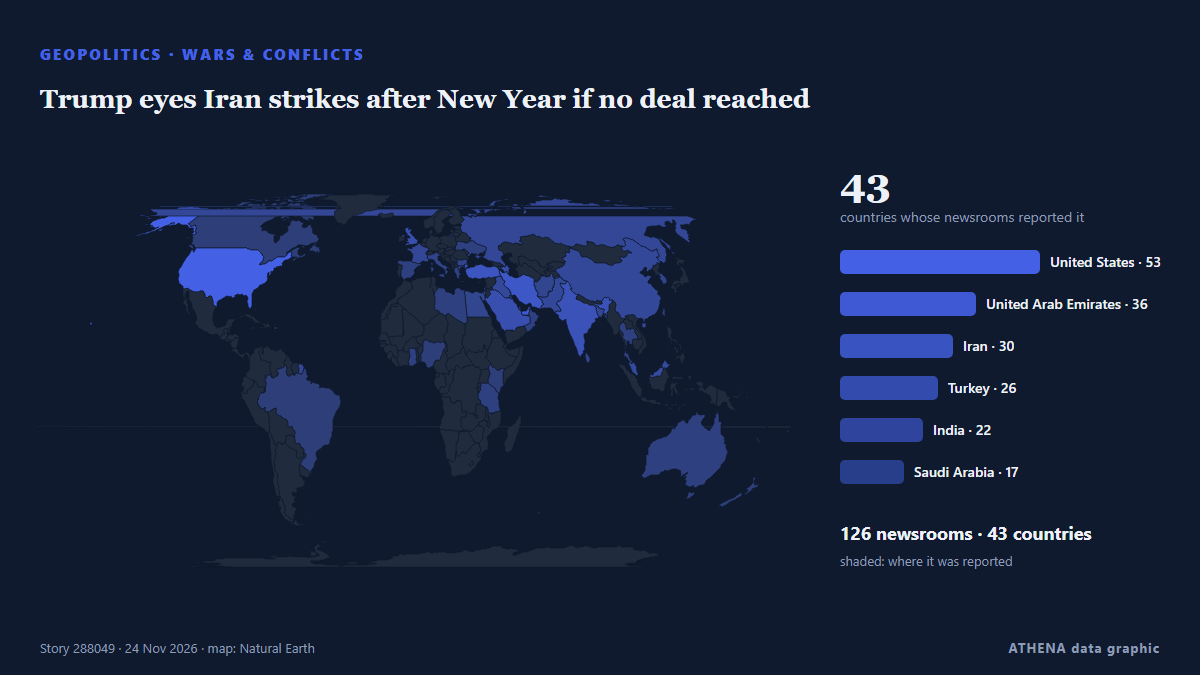 GEOPOLITICS · WARS & CONFLICTS
Trump eyes Iran strikes after New Year if no deal reached
43
countries whose newsrooms reported it
United States · 53
United Arab Emirates · 36
Iran · 30
Turkey · 26
India · 22
Saudi Arabia · 17
126 newsrooms · 43 countries
shaded: where it was reported
Story 288049 · 24 Nov 2026 · map: Natural Earth
ATHENA data graphic